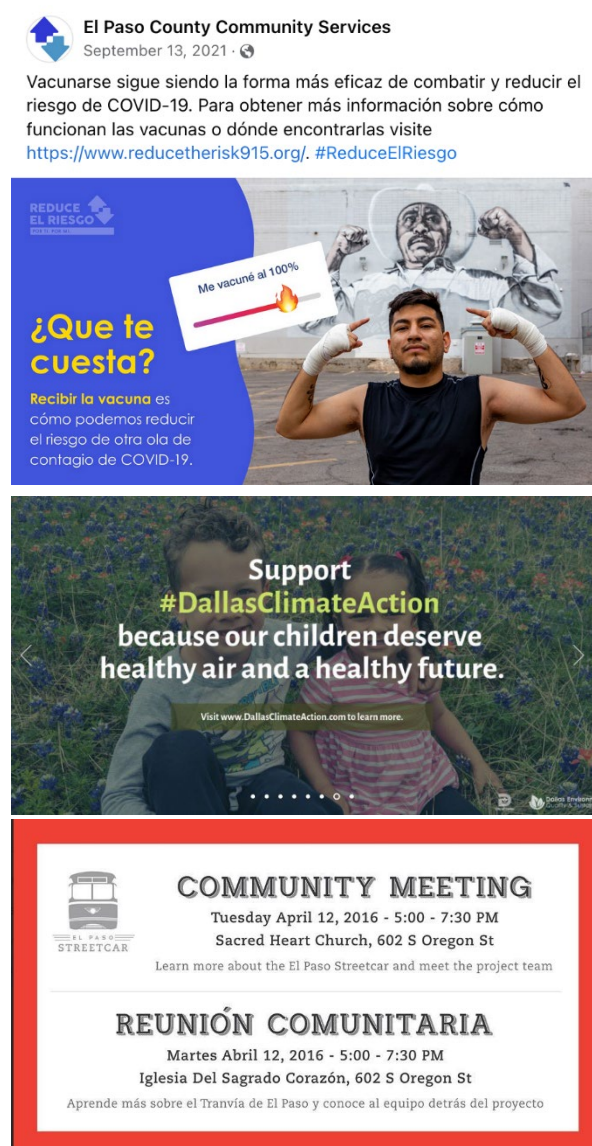 El Paso County Community Services
September 13, 2021 ·
Vacunarse sigue siendo la forma más eficaz de combatir y reducir el
riesgo de COVID-19. Para obtener más información sobre cómo
funcionan las vacunas o dónde encontrarlas visite
https://www.reducetherisk915.org/. #ReduceElRiesgo
REDUCE
EL RIESGO
POR TI. POR MI.
Me vacuné al 100%
¿Que te
cuesta?
Recibir la vacuna es
cómo podemos reducir
el riesgo de otra ola de
contagio de COVID-19.
Support
#DallasClimateAction
because our children deserve
healthy air and a healthy future.
Visit www.DallasClimateAction.com to learn more.
Dallas
EL PASO
STREETCAR
COMMUNITY MEETING
Tuesday April 12, 2016 - 5:00 - 7:30 PM
Sacred Heart Church, 602 S Oregon St
Learn more about the El Paso Streetcar and meet the project team
REUNIÓN COMUNITARIA
Martes Abril 12, 2016 - 5:00 - 7:30 PM
Iglesia Del Sagrado Corazón, 602 S Oregon St
Aprende más sobre el Tranvía de El Paso y conoce al equipo detrás del proyecto